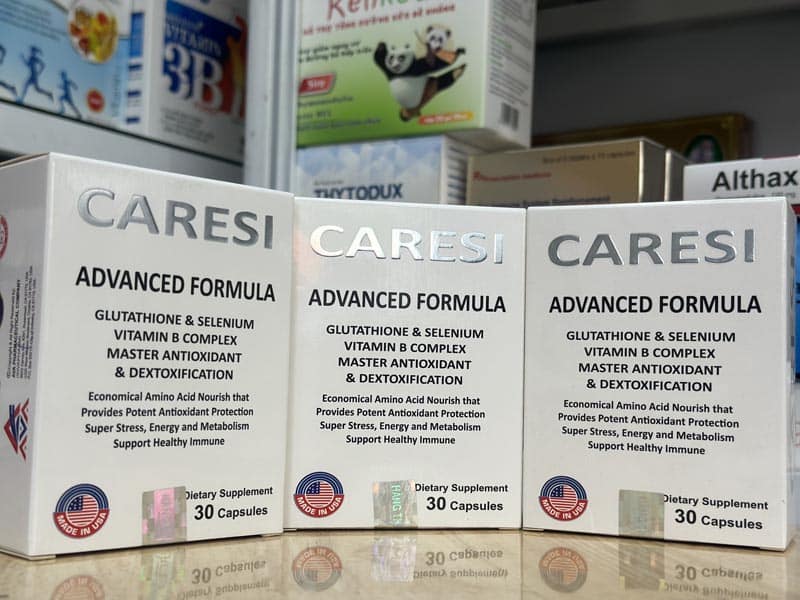 VITAMIN
3B
THYTODUX
Althax
CARESI
ADVANCED FORMULA
GLUTATHIONE & SELENIUM
VITAMIN B COMPLEX
MASTER ANTIOXIDANT
& DEXTOXIFICATION
Economical Amino Acid Nourish that
Provides Potent Antioxidant Protection
Super Stress, Energy and Metabolism
Support Healthy Immune
MADE IN USA
Dietary Supplement
30 Capsules
CARESI
ADVANCED FORMULA
GLUTATHIONE & SELENIUM
VITAMIN B COMPLEX
MASTER ANTIOXIDANT
& DEXTOXIFICATION
Economical Amino Acid Nourish that
Provides Potent Antioxidant Protection
Super Stress, Energy and Metabolism
Support Healthy Immune
MADE IN USA
HANG
Dietary Supplement
30 Capsules
CARESI
ADVANCED FORMULA
GLUTATHIONE & SELENIUM
VITAMIN B COMPLEX
MASTER ANTIOXIDANT
& DEXTOXIFICATION
Economical Amino Acid Nourish that
Provides Potent Antioxidant Protection
Super Stress, Energy and Metabolism
Support Healthy Immune
MADE IN USA
Dietary Supplement
30 Capsules